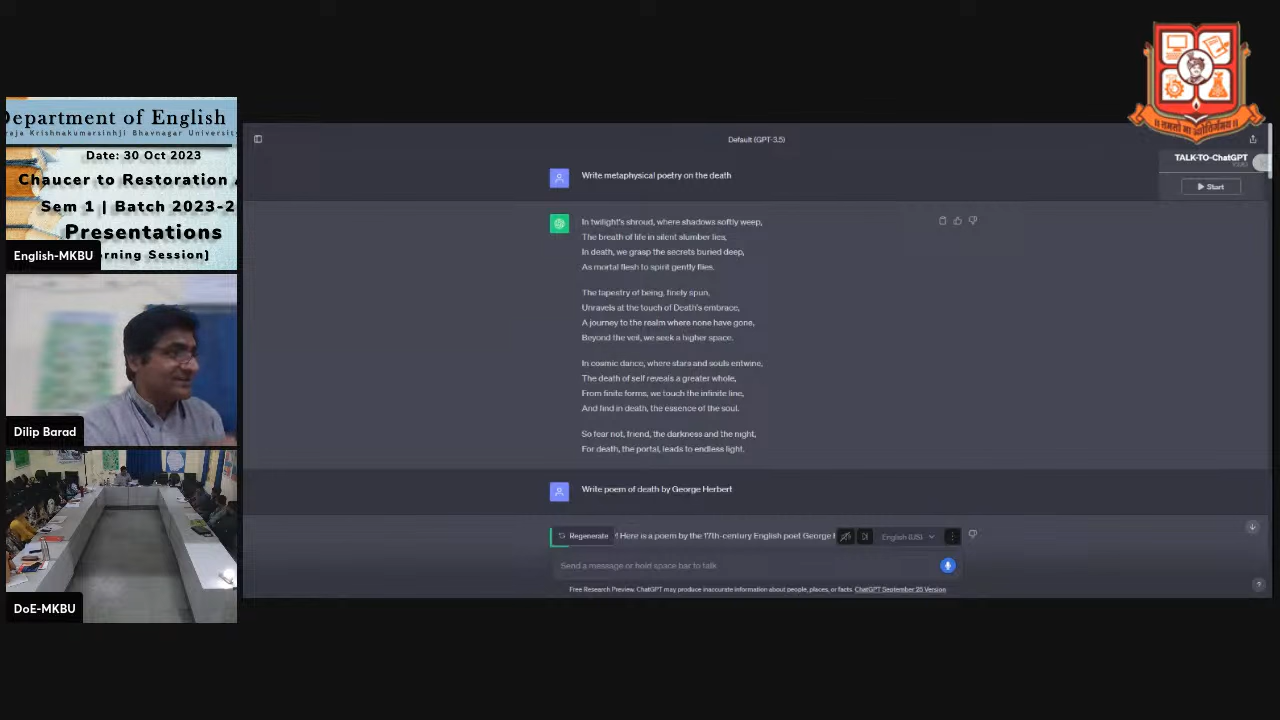 Department of English
raja Krishnakumarsinhji Bhavnagar University
Date: 30 Oct 2023
Chaucer to Restoration
Sem 1 | Batch 2023-2
Presentations
rning Session]
English-MKBU
Dilip Barad
DoE-MKBU
Default (GPT-3.5)
TALK-TO-ChatGPT
Start
Write metaphysical poetry on the death
In twilight's shroud, where shadows softly weep,
The breath of life in silent slumber lies,
In death, we grasp the secrets buried deep,
As mortal flesh to spirit gently flies.
The tapestry of being, finely spun,
Unravels at the touch of Death's embrace,
A journey to the realm where none have gone,
Beyond the veil, we seek a higher space.
In cosmic dance, where stars and souls entwine,
The death of self reveals a greater whole,
From finite forms, we touch the infinite line,
And find in death, the essence of the soul.
So fear not, friend, the darkness and the night,
For death, the portal, leads to endless light.
Write poem of death by George Herbert
Regenerate
! Here is a poem by the 17th-century English poet George
English (US)
Send a message or hold space bar to talk
Free Research Preview. ChatGPT may produce inaccurate information about people, places, or facts. ChatGPT September 25 Version
?